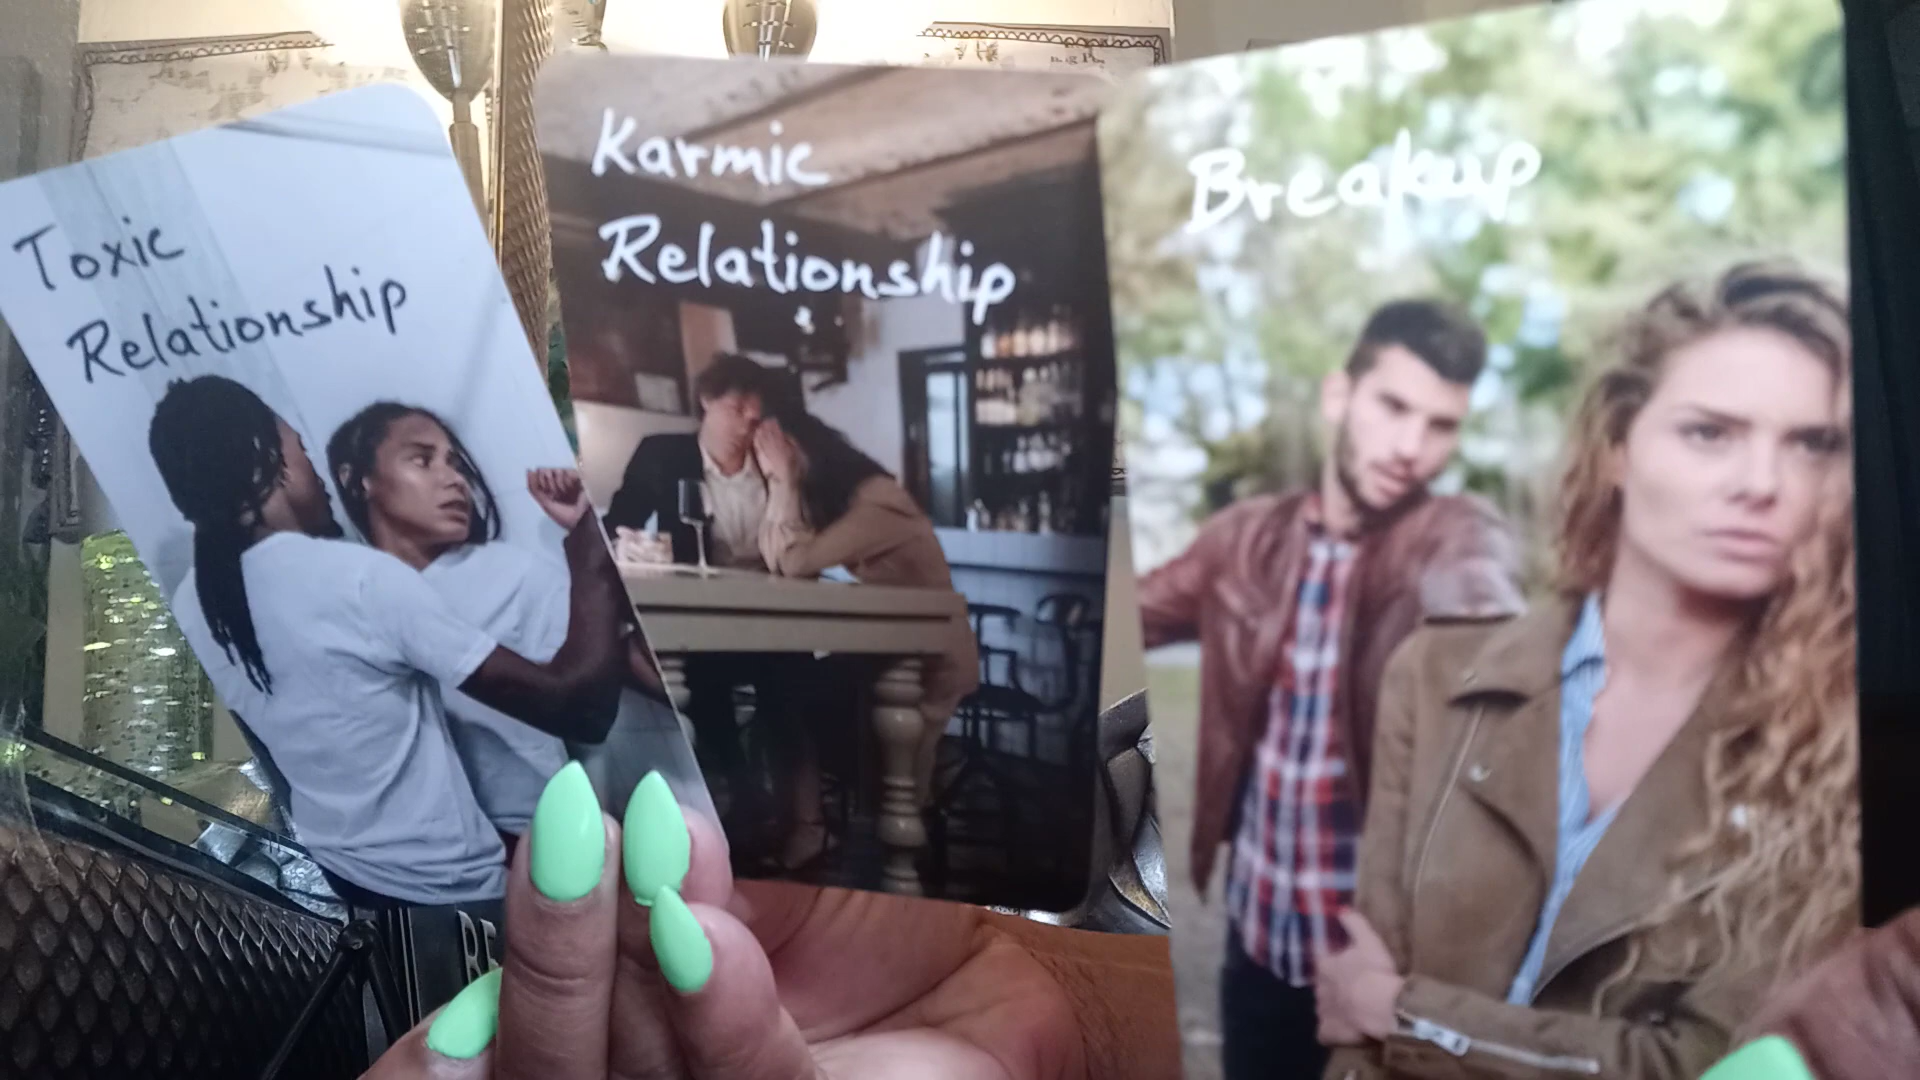 Toxic
Relationship
Karmic
Relationship
Breakup